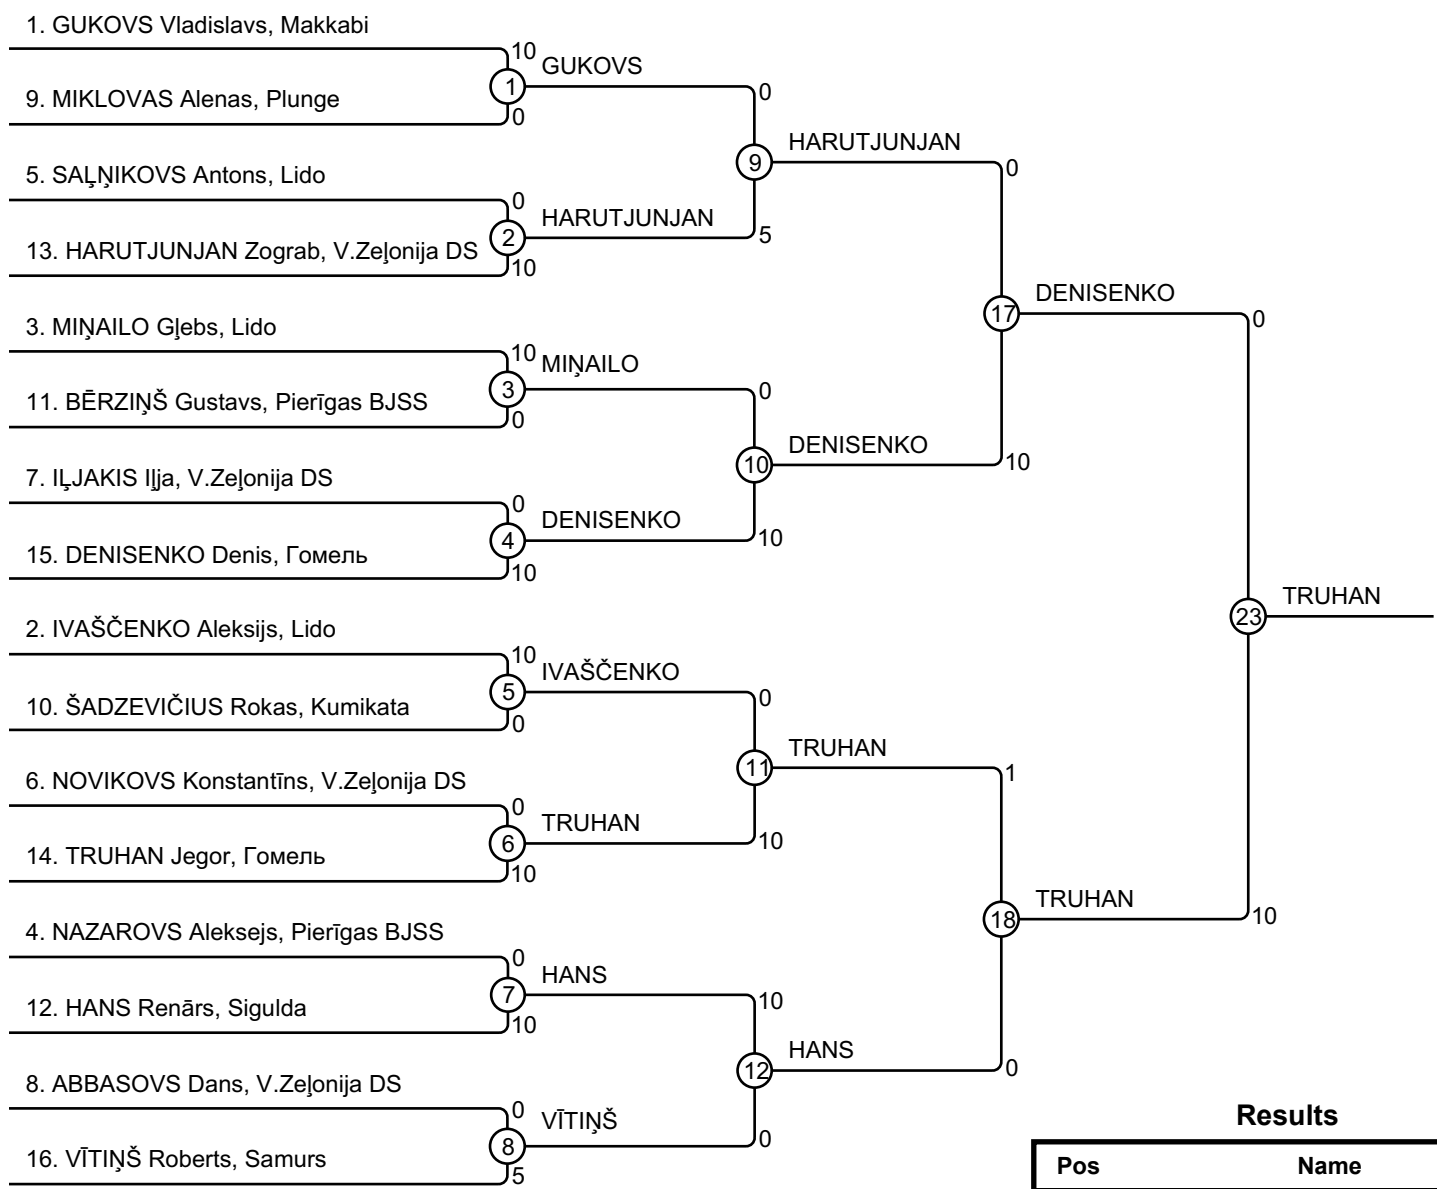 1. GUKOVS Vladislavs, Makkabi
10
GUKOVS
1
0
9. MIKLOVAS Alenas, Plunge
0
HARUTJUNJAN
9
0
5. SAĻŅIKOVS Antons, Lido
0
HARUTJUNJAN
2
5
13. HARUTJUNJAN Zograb, V.Zeļonija DS
10
DENISENKO
17
0
3. MIŅAILO Gļebs, Lido
10
MIŅAILO
3
0
11. BĒRZIŅŠ Gustavs, Pierīgas BJSS
0
DENISENKO
10
10
7. IĻJAKIS Iļja, V.Zeļonija DS
0
DENISENKO
4
10
15. DENISENKO Denis, Гомель
10
TRUHAN
23
2. IVAŠČENKO Aleksijs, Lido
10
IVAŠČENKO
5
0
10. ŠADZEVIČIUS Rokas, Kumikata
0
TRUHAN
11
1
6. NOVIKOVS Konstantīns, V.Zeļonija DS
0
TRUHAN
6
10
14. TRUHAN Jegor, Гомель
10
TRUHAN
18
10
4. NAZAROVS Aleksejs, Pierīgas BJSS
0
HANS
7
10
12. HANS Renārs, Sigulda
10
HANS
12
0
8. ABBASOVS Dans, V.Zeļonija DS
0
VĪTIŅŠ
8
0
16. VĪTIŅŠ Roberts, Samurs
5
Results
Pos Name